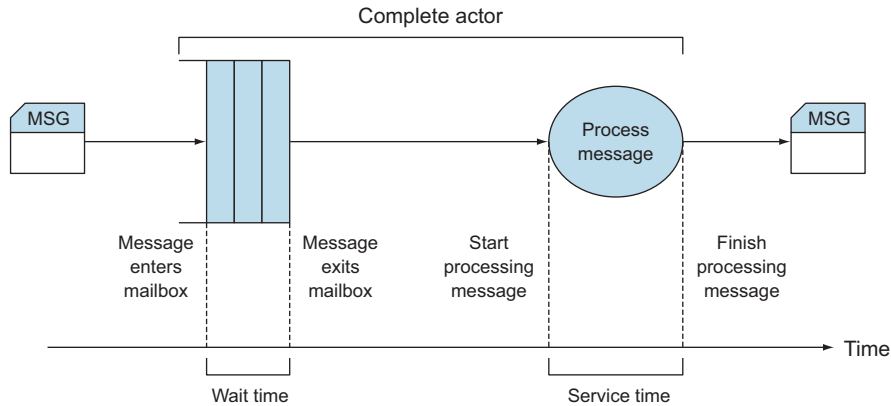 Complete actor
MSG
Process
message
MSG
Message
enters
mailbox
Message
exits
mailbox
Start
processing
message
Finish
processing
message
Time
Wait time
Service time